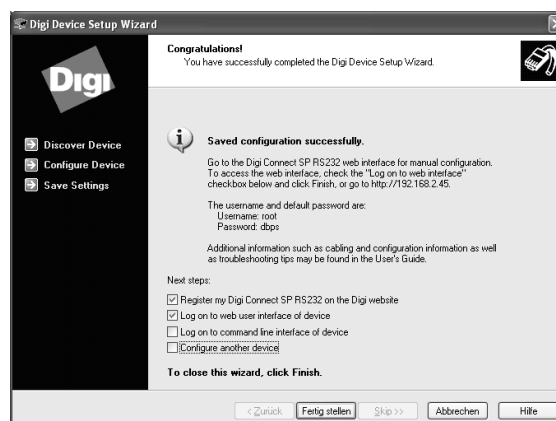 Digi Device Setup Wizard
Digi
Congratulations!
You have successfully completed the Digi Device Setup Wizard.
Discover Device
Configure Device
Save Settings
Saved configuration successfully.
Go to the Digi Connect SP RS232 web interface for manual configuration.
To access the web interface, check the "Log on to web interface"
checkbox below and click Finish, or go to http://192.168.2.45.
The username and default password are:
Username: root
Password: dbps
Additional information such as cabling and configuration information as well
as troubleshooting tips may be found in the User's Guide.
Next steps:
Register my Digi Connect SP RS232 on the Digi website
Log on to web user interface of device
Log on to command line interface of device
Configure another device
To close this wizard, click Finish.
< Zurück Fertig stellen Skip >> Abbrechen Hilfe